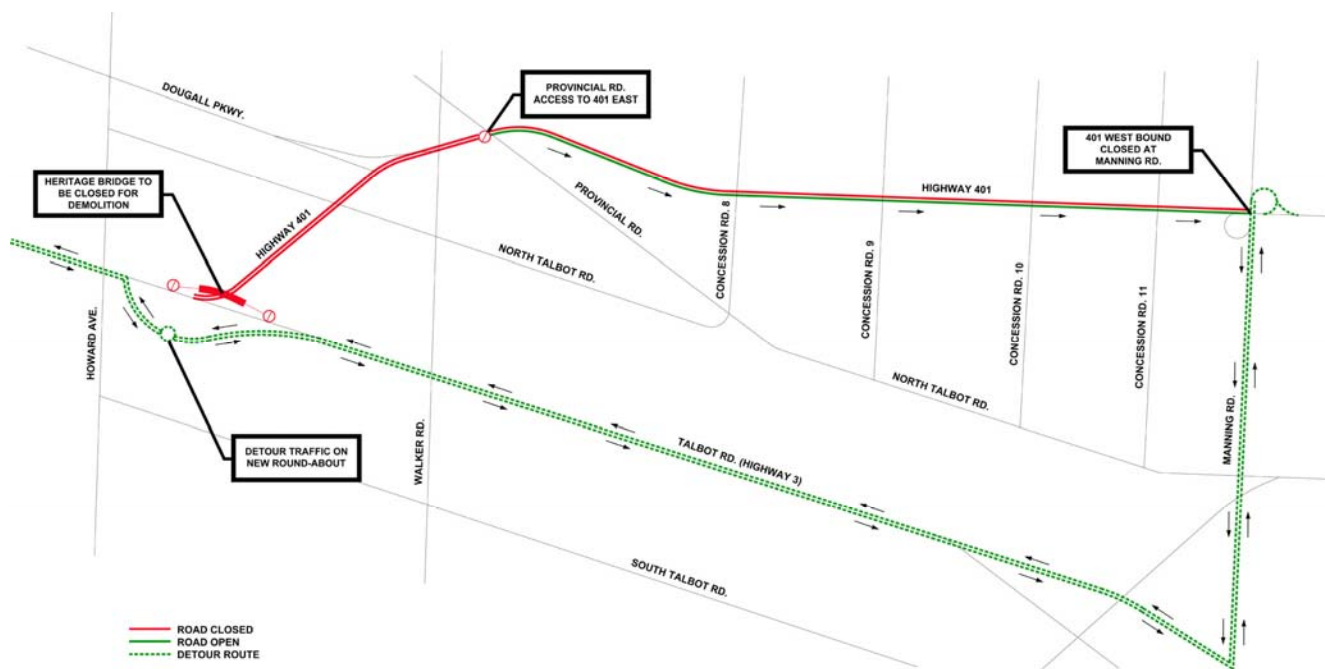 DOUGALL PKWY.
PROVINCIAL RD.
ACCESS TO 401 EAST
401 WEST BOUND
CLOSED AT
MANNING RD.
HERITAGE BRIDGE TO
BE CLOSED FOR
DEMOLITION
HIGHWAY 401
HIGHWAY 401
PROVINCIAL RD.
NORTH TALBOT RD.
CONCESSION RD. 8
CONCESSION RD. 9
CONCESSION RD. 10
CONCESSION RD. 11
HOWARD AVE.
NORTH TALBOT RD.
MANNING RD.
WALKER RD.
DETOUR TRAFFIC ON
NEW ROUND-ABOUT
TALBOT RD. (HIGHWAY 3)
SOUTH TALBOT RD.
ROAD CLOSED
ROAD OPEN
DETOUR ROUTE